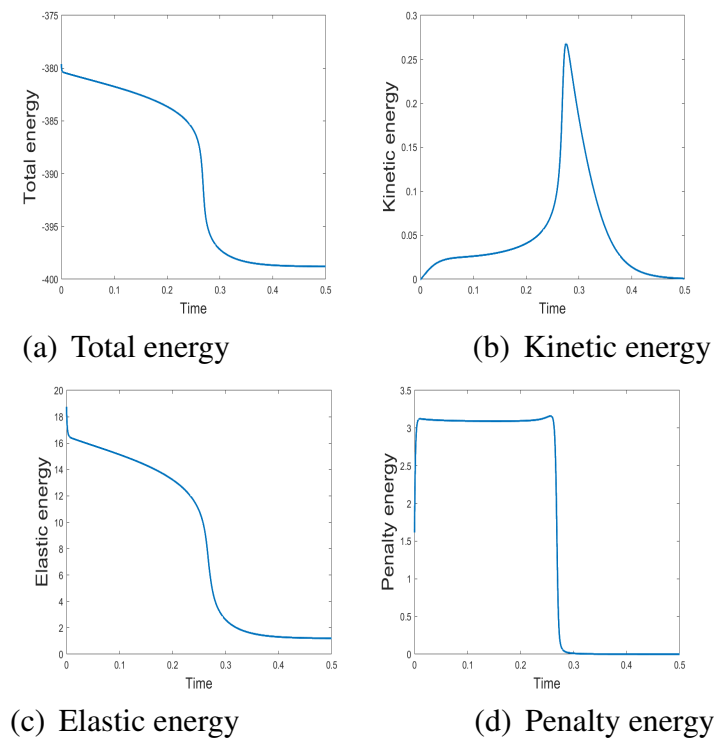 -375
-380
-385
-390
-395
-400
Total energy
0 0.1 0.2 0.3 0.4 0.5
Time
(a) Total energy
0.3
0.25
0.2
0.15
0.1
0.05
0
Kinetic energy
0 0.1 0.2 0.3 0.4 0.5
Time
(b) Kinetic energy
20
18
16
14
12
10
8
6
4
2
0
Elastic energy
0 0.1 0.2 0.3 0.4 0.5
Time
(c) Elastic energy
3.5
3
2.5
2
1.5
1
0.5
0
Penalty energy
0 0.1 0.2 0.3 0.4 0.5
Time
(d) Penalty energy